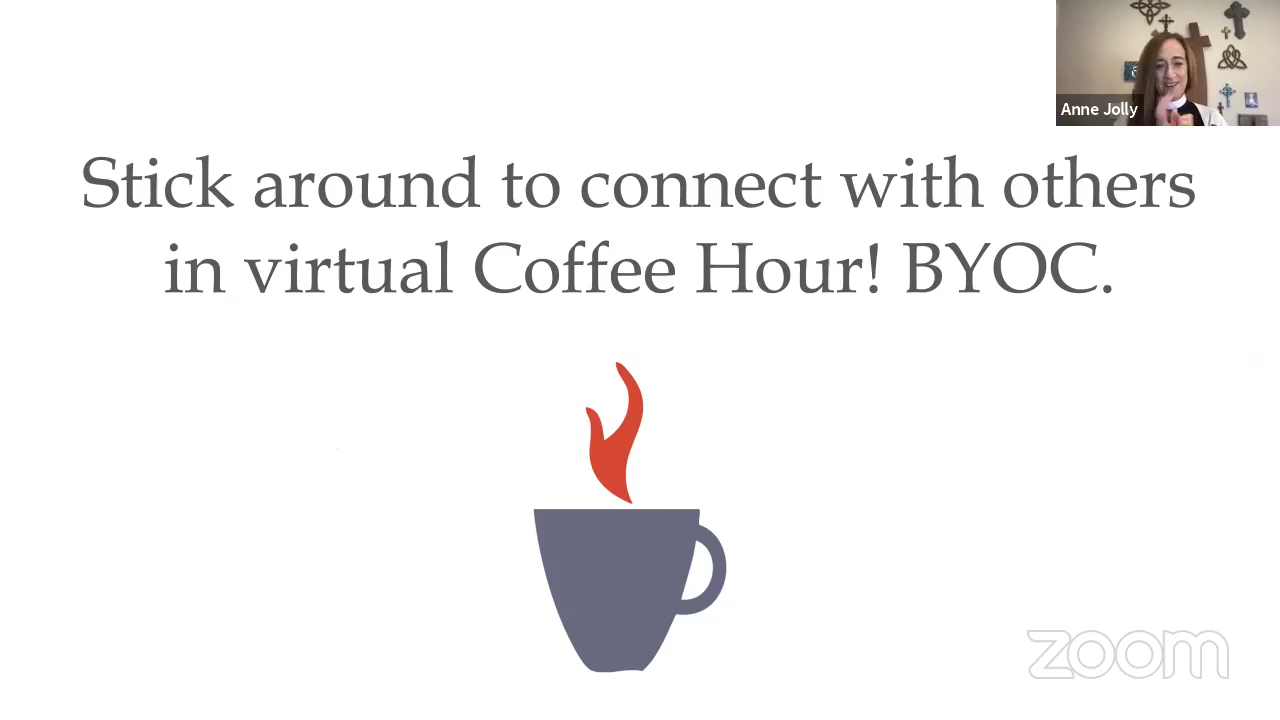 Anne Jolly
Stick around to connect with others
in virtual Coffee Hour! BYOC.
zoom